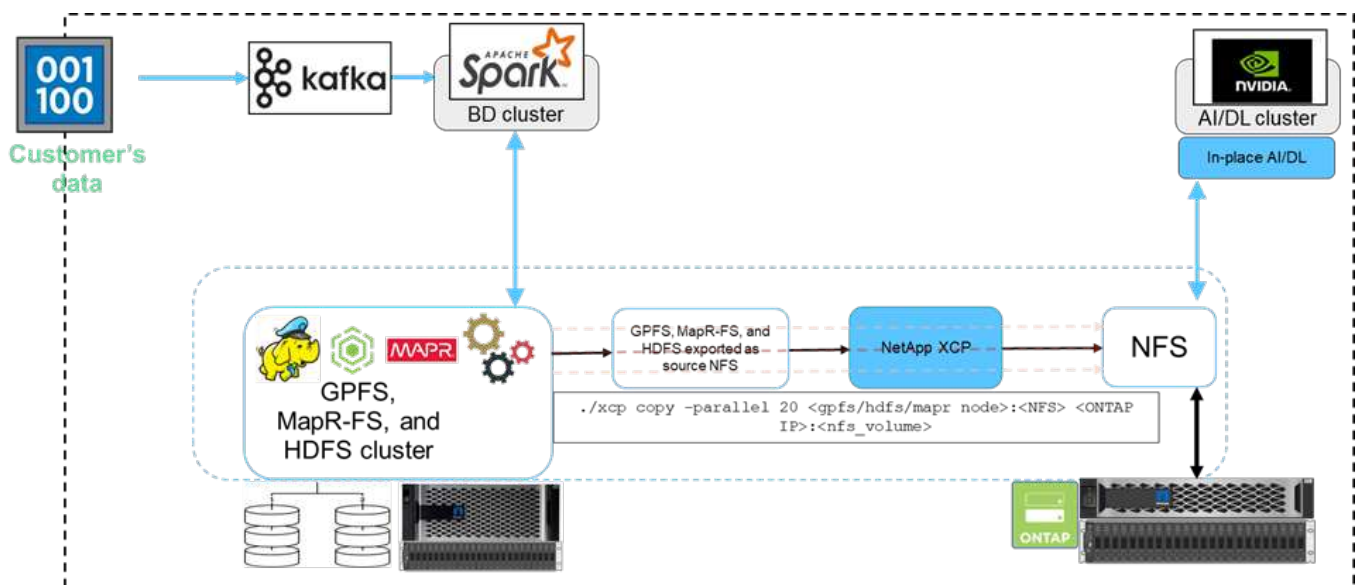 001
100
Customer's
data
kafka
APACHE
Spark
BD cluster
NVIDIA.
AI/DL cluster
In-place AI/DL
MAPR
GPFS,
MapR-FS, and
HDFS cluster
GPFS, MapR-FS, and
HDFS exported as
source NFS
NetApp XCP
NFS
./xcp copy -parallel 20 <gpfs/hdfs/mapr node>:<NFS> <ONTAP
IP>:<nfs_volume>
ONTAP